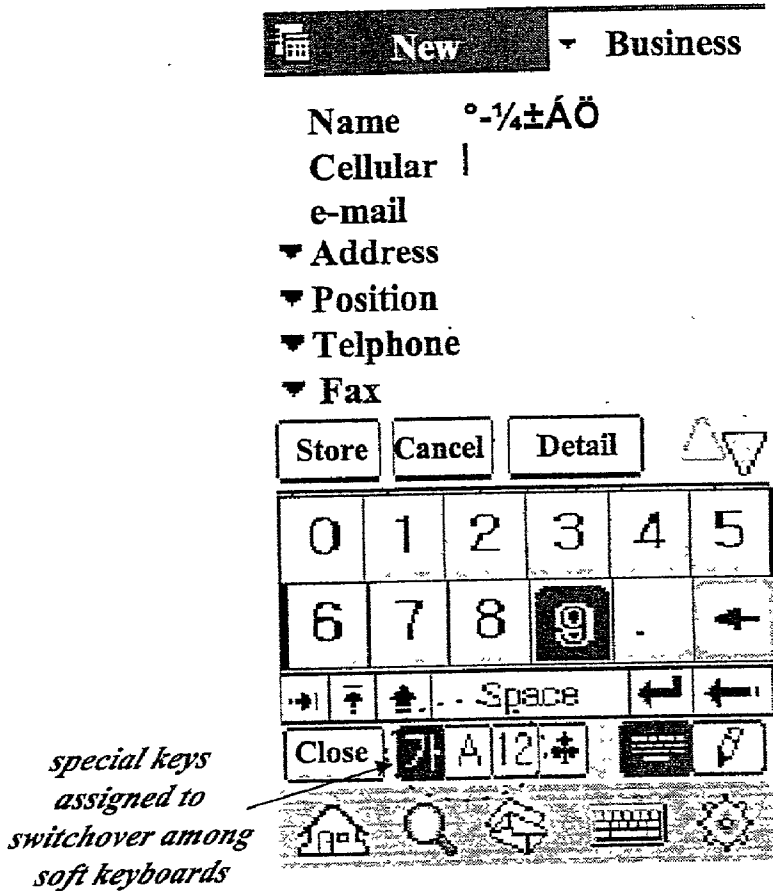 New Business
Name °-¼±ÁÖ
Cellular
e-mail
Address
Position
Telphone
Fax
Store Cancel Detail
0 1 2 3 4 5
6 7 8 9 .
Space
Close 가 A 12
special keys
assigned to
switchover among
soft keyboards